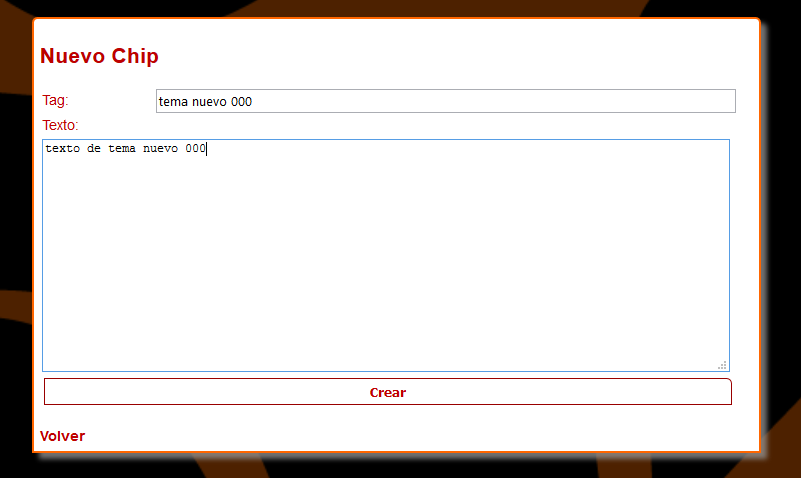 Nuevo Chip
Tag: tema nuevo 000
Texto:
texto de tema nuevo 000
Crear
Volver